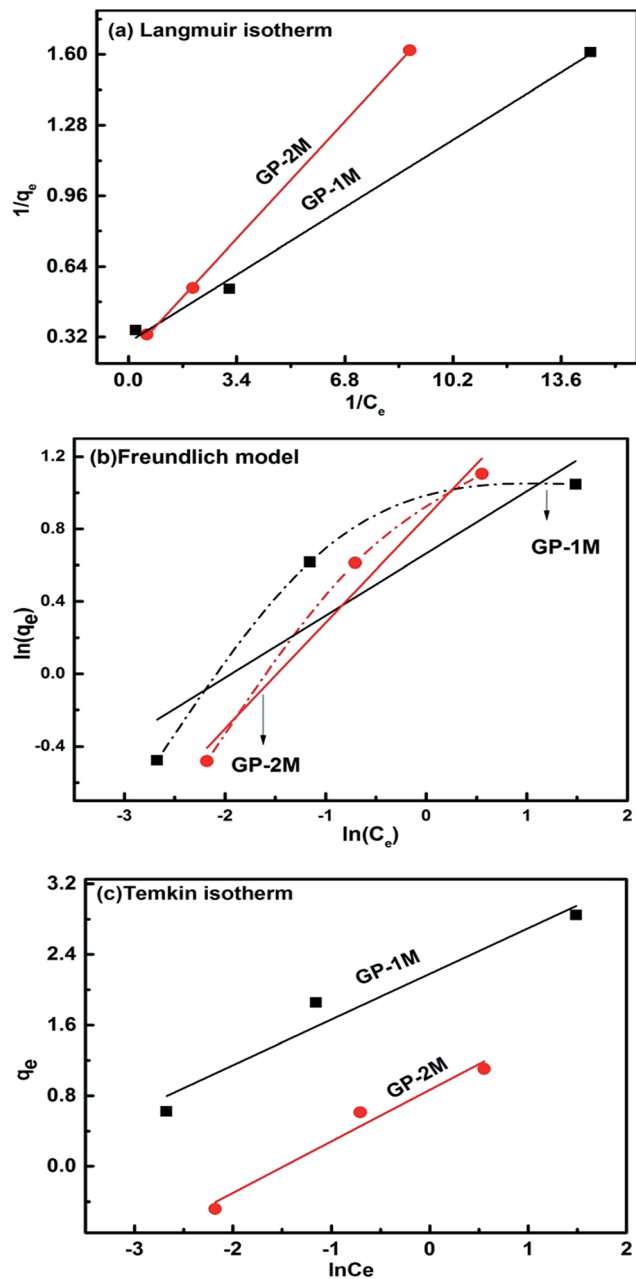 (a) Langmuir isotherm
1.60
1.28
0.96
0.64
0.32
1/qe
GP-2M
GP-1M
0.0 3.4 6.8 10.2 13.6
1/Ce
(b)Freundlich model
1.2
0.8
0.4
0.0
-0.4
ln(qe)
GP-1M
GP-2M
-3 -2 -1 0 1 2
ln(Ce)
(c)Temkin isotherm
3.2
2.4
1.6
0.8
0.0
qe
GP-1M
GP-2M
-3 -2 -1 0 1 2
lnCe